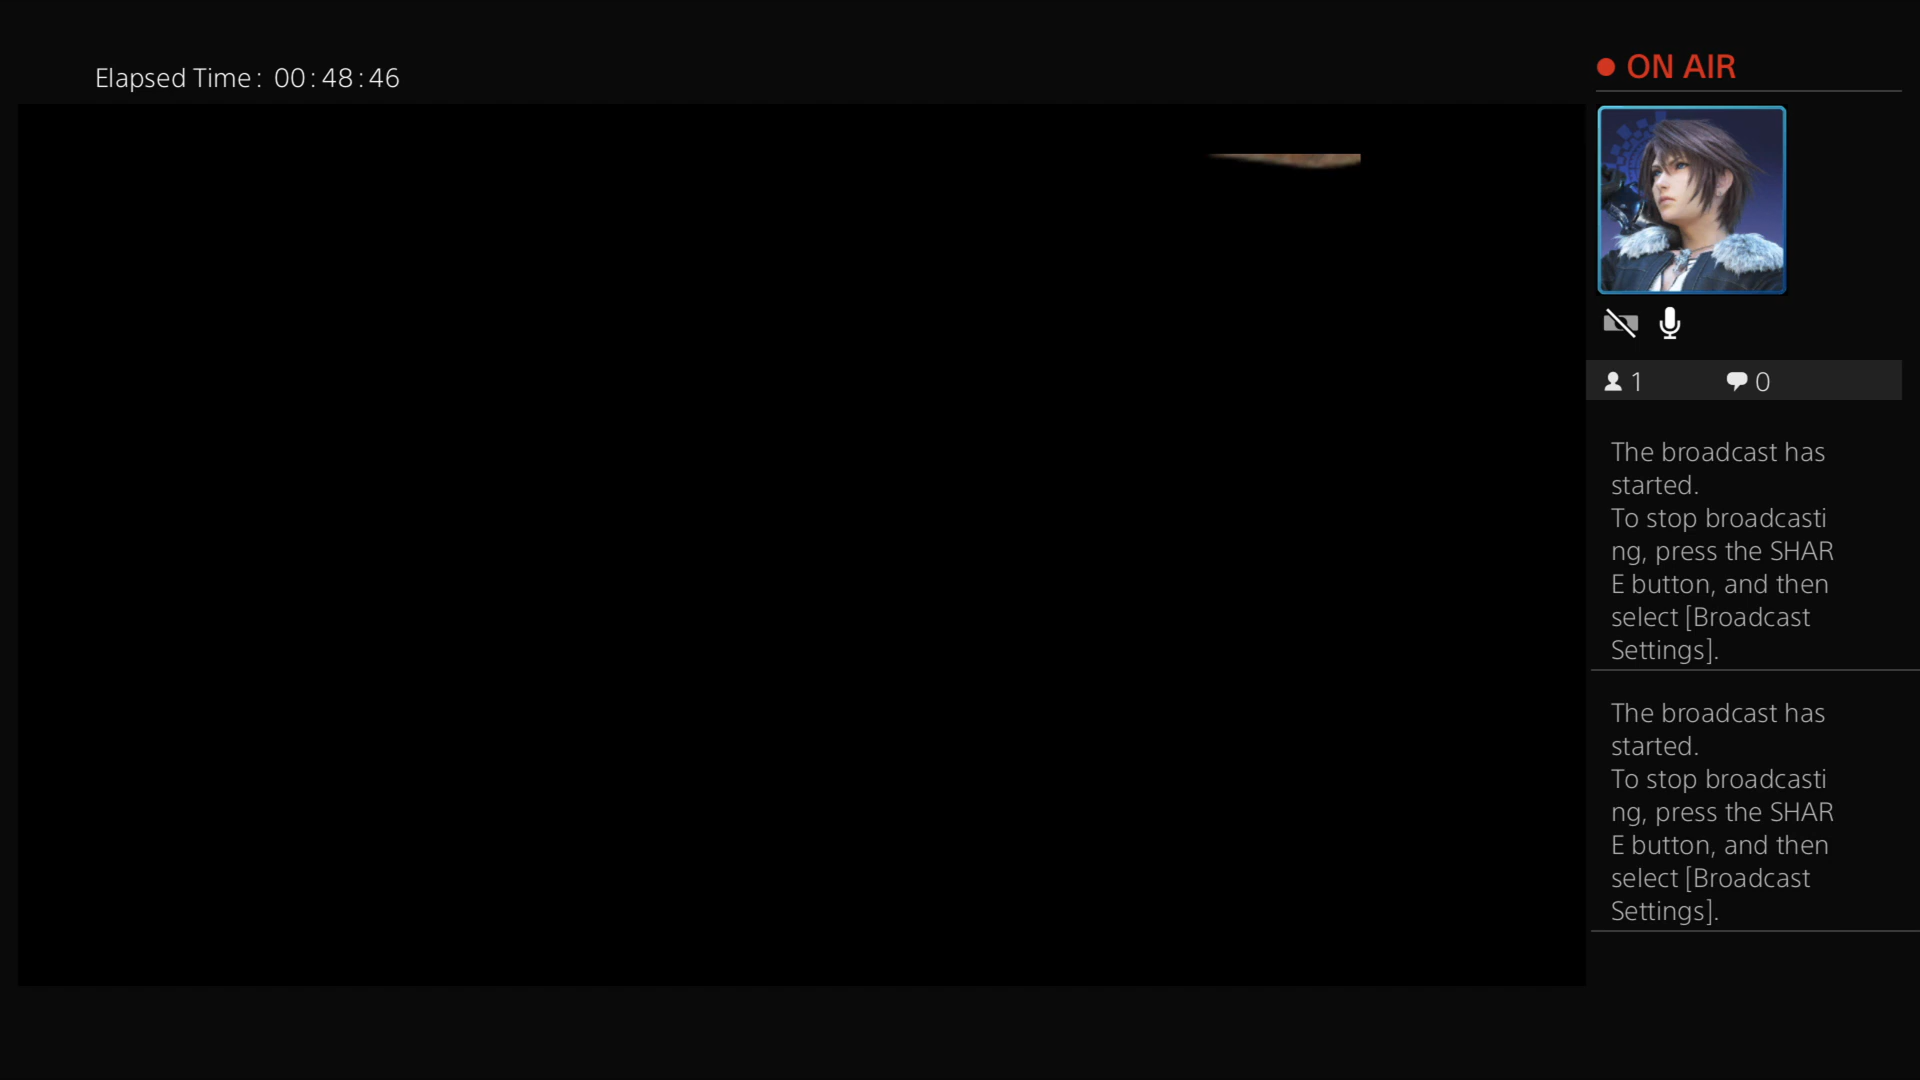 Elapsed Time: 00:48:46
ON AIR
1 0
The broadcast has
started.
To stop broadcasti
ng, press the SHAR
E button, and then
select [Broadcast
Settings].
The broadcast has
started.
To stop broadcasti
ng, press the SHAR
E button, and then
select [Broadcast
Settings].